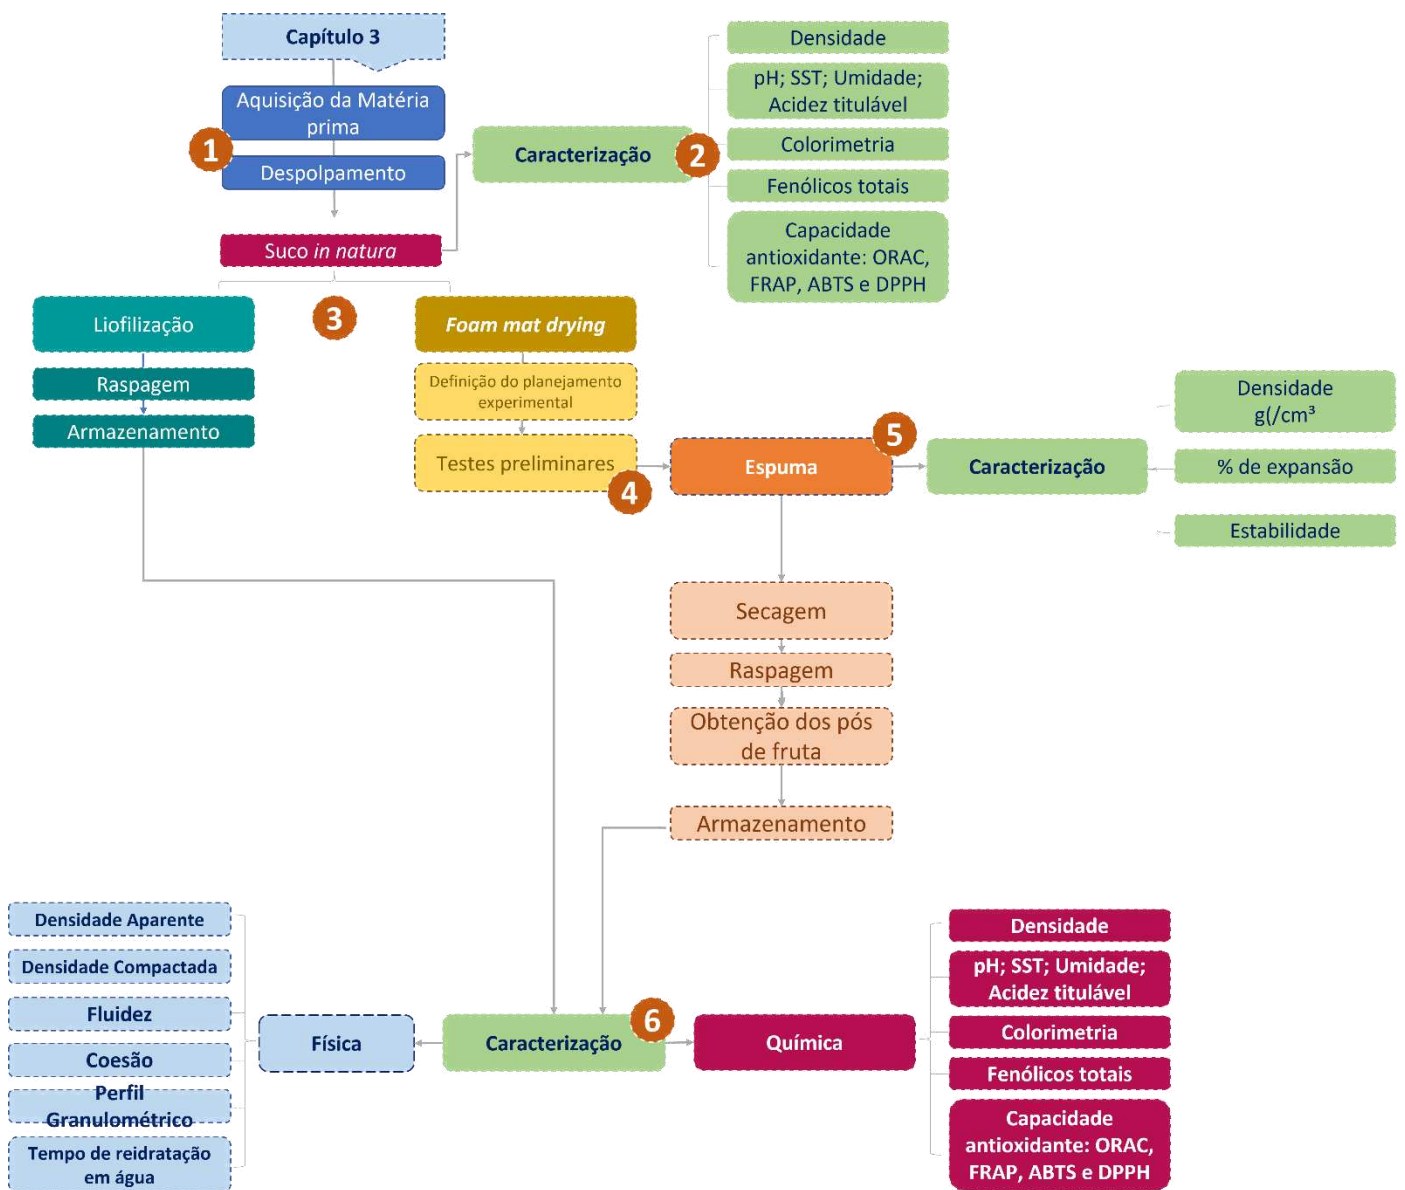 Capítulo 3
Aquisição da Matéria
prima
1
Despolpamento
Suco in natura
Caracterização
2
Densidade
pH; SST; Umidade;
Acidez titulável
Colorimetria
Fenólicos totais
Capacidade
antioxidante: ORAC,
FRAP, ABTS e DPPH
3
Liofilização
Raspagem
Armazenamento
Foam mat drying
Definição do planejamento
experimental
Testes preliminares
4
Espuma
5
Caracterização
Densidade
g(/cm³
% de expansão
Estabilidade
Secagem
Raspagem
Obtenção dos pós
de fruta
Armazenamento
Caracterização
6
Física
Densidade Aparente
Densidade Compactada
Fluidez
Coesão
Perfil
Granulométrico
Tempo de reidratação
em água
Química
Densidade
pH; SST; Umidade;
Acidez titulável
Colorimetria
Fenólicos totais
Capacidade
antioxidante: ORAC,
FRAP, ABTS e DPPH